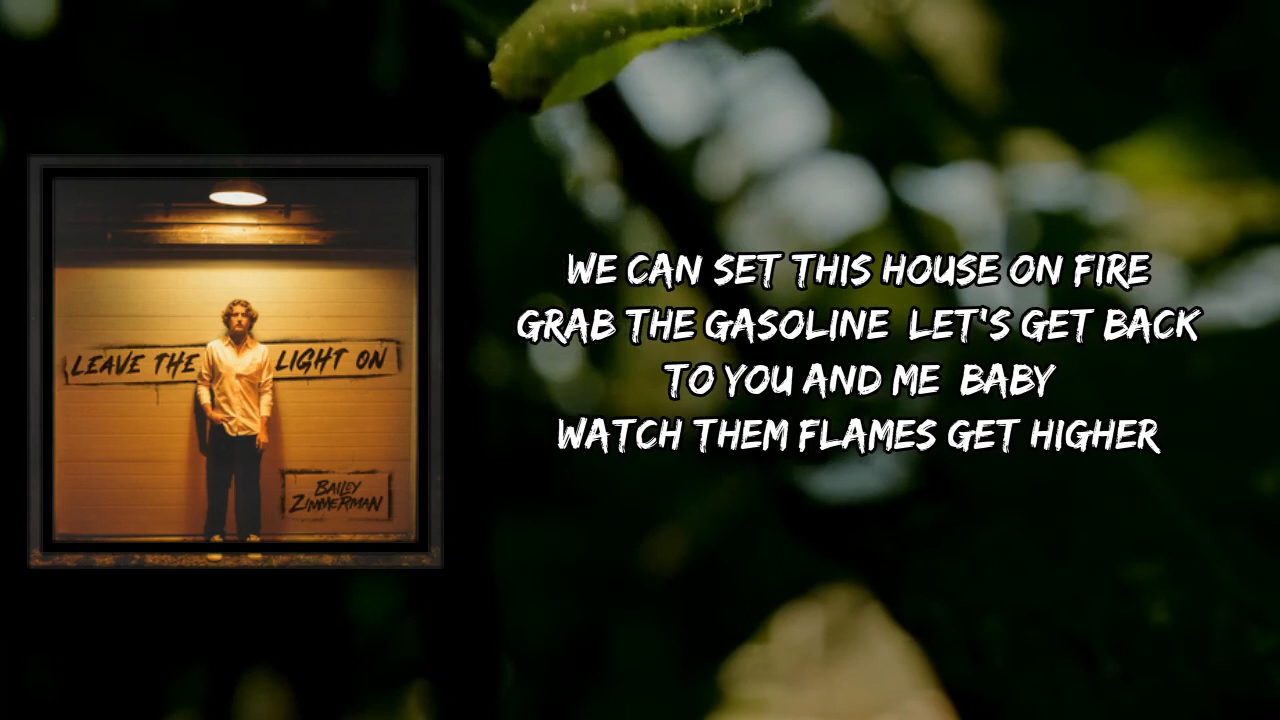 LEAVE THE LIGHT ON
BAILEY
ZIMMERMAN
WE CAN SET THIS HOUSE ON FIRE
GRAB THE GASOLINE LET'S GET BACK
TO YOU AND ME BABY
WATCH THEM FLAMES GET HIGHER